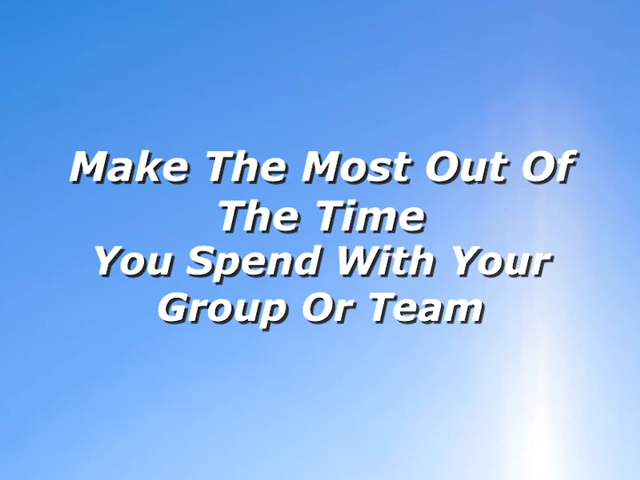 Make The Most Out Of
The Time
You Spend With Your
Group Or Team